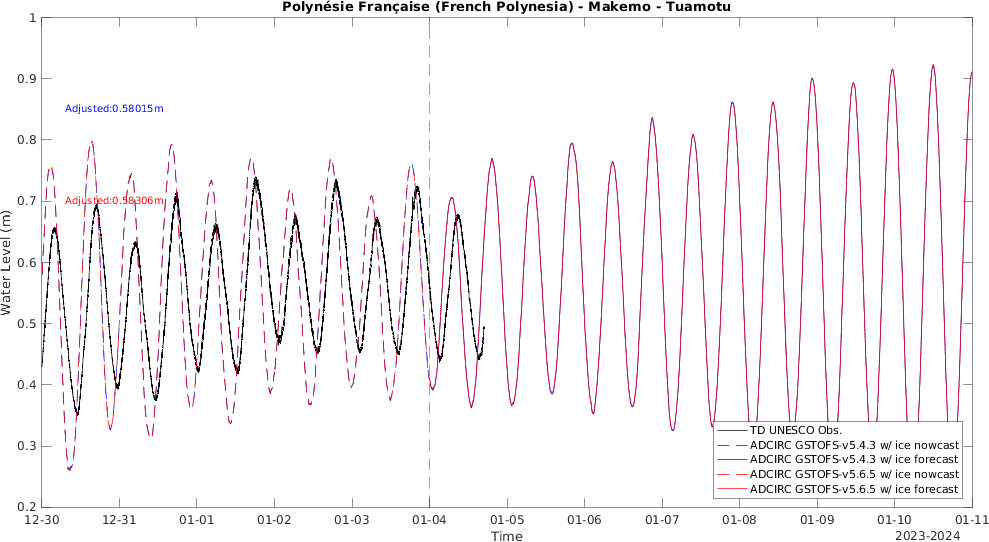 Polynésie Française (French Polynesia) - Makemo - Tuamotu
1
0.9
0.8
0.7
0.6
0.5
0.4
0.3
0.2
Water Level (m)
Adjusted:0.58015m
Adjusted:0.58306m
TD UNESCO Obs.
ADCIRC GSTOFS-v5.4.3 w/ ice nowcast
ADCIRC GSTOFS-v5.4.3 w/ ice forecast
ADCIRC GSTOFS-v5.6.5 w/ ice nowcast
ADCIRC GSTOFS-v5.6.5 w/ ice forecast
12-30 12-31 01-01 01-02 01-03 01-04 01-05 01-06 01-07 01-08 01-09 01-10 01-11
Time
2023-2024